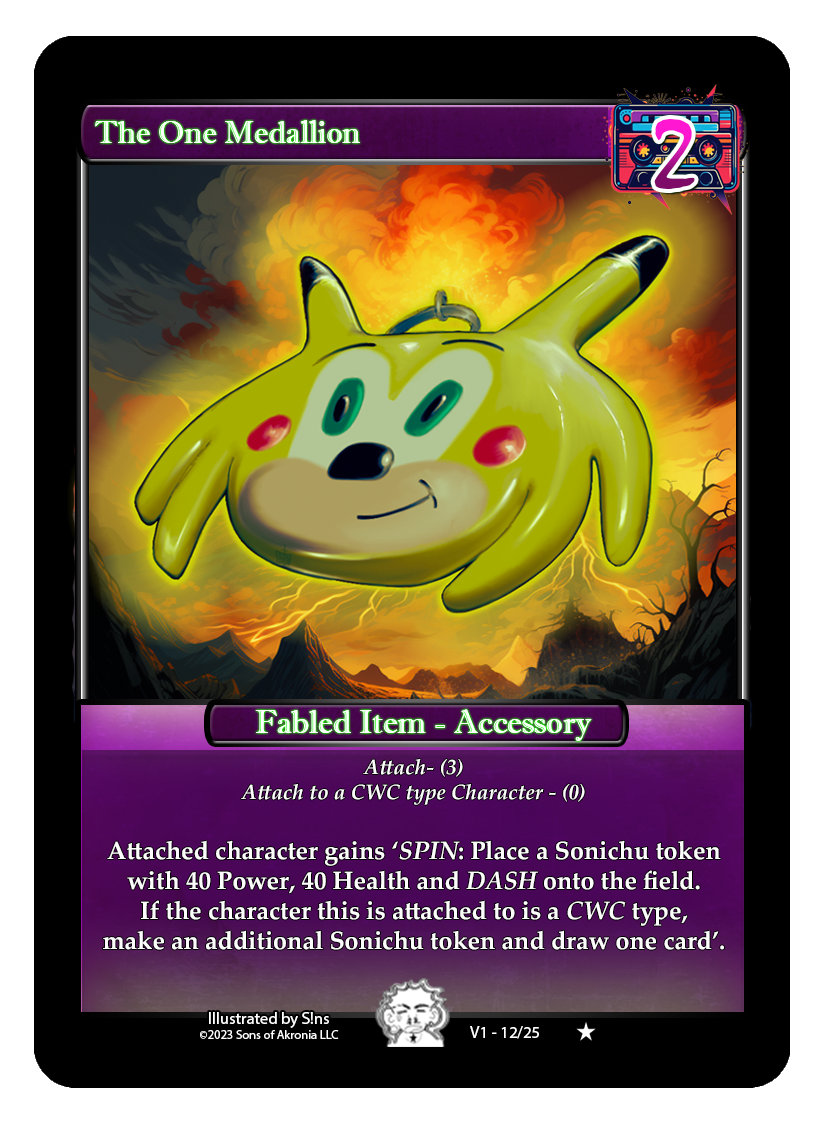 The One Medallion
2
Fabled Item - Accessory
Attach- (3)
Attach to a CWC type Character - (0)
Attached character gains ‘SPIN: Place a Sonichu token
with 40 Power, 40 Health and DASH onto the field.
If the character this is attached to is a CWC type,
make an additional Sonichu token and draw one card’.
Illustrated by S!ns
©2023 Sons of Akronia LLC
V1 - 12/25